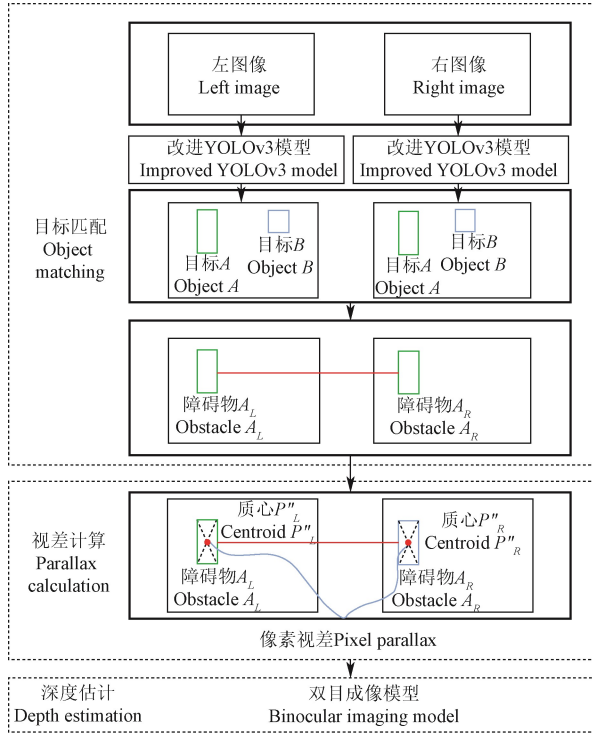 左图像
Left image
右图像
Right image
改进YOLOv3模型
Improved YOLOv3 model
改进YOLOv3模型
Improved YOLOv3 model
目标匹配
Object
matching
目标A
Object A
目标B
Object B
目标A
Object A
目标B
Object B
障碍物A_L
Obstacle A_L
障碍物A_R
Obstacle A_R
视差计算
Parallax
calculation
质心P″_L
Centroid P″_L
障碍物A_L
Obstacle A_L
质心P″_R
Centroid P″_R
障碍物A_R
Obstacle A_R
像素视差Pixel parallax
深度估计
Depth estimation
双目成像模型
Binocular imaging model